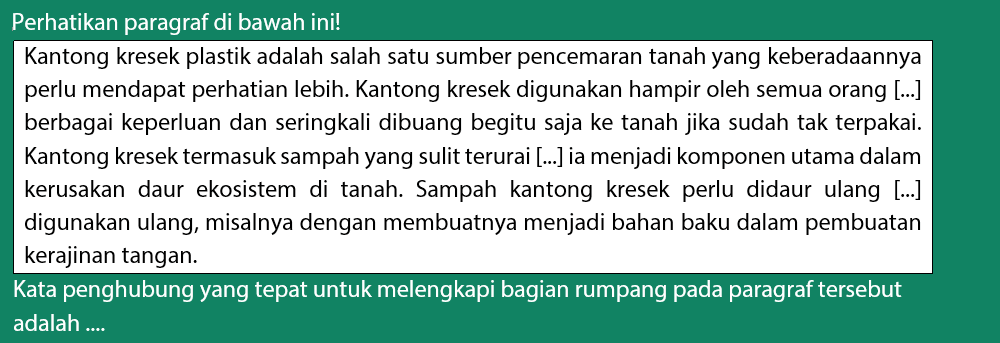 Perhatikan paragraf di bawah ini!
Kantong kresek plastik adalah salah satu sumber pencemaran tanah yang keberadaannya
perlu mendapat perhatian lebih. Kantong kresek digunakan hampir oleh semua orang [...]
berbagai keperluan dan seringkali dibuang begitu saja ke tanah jika sudah tak terpakai.
Kantong kresek termasuk sampah yang sulit terurai [...] ia menjadi komponen utama dalam
kerusakan daur ekosistem di tanah. Sampah kantong kresek perlu didaur ulang [...]
digunakan ulang, misalnya dengan membuatnya menjadi bahan baku dalam pembuatan
kerajinan tangan.
Kata penghubung yang tepat untuk melengkapi bagian rumpang pada paragraf tersebut
adalah ....